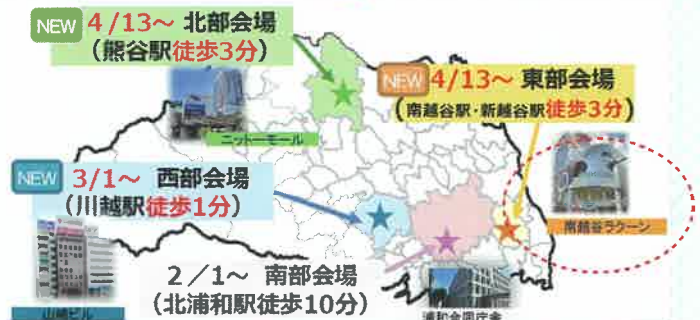 NEW 4/13～ 北部会場
（熊谷駅徒歩3分）
ニットーモール
NEW 4/13～ 東部会場
（南越谷駅・新越谷駅徒歩3分）
南越谷ラクーン
NEW 3/1～ 西部会場
（川越駅徒歩1分）
山崎ビル
2／1～ 南部会場
（北浦和駅徒歩10分）
浦和合同庁舎